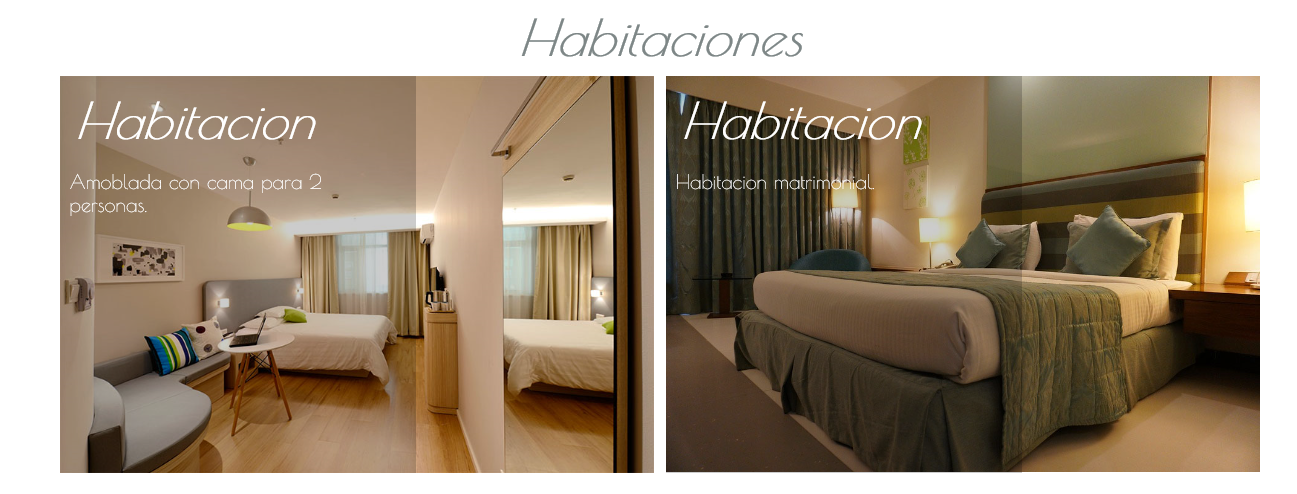 Habitaciones
Habitacion
Amoblada con cama para 2
personas.
Habitacion
Habitacion matrimonial.